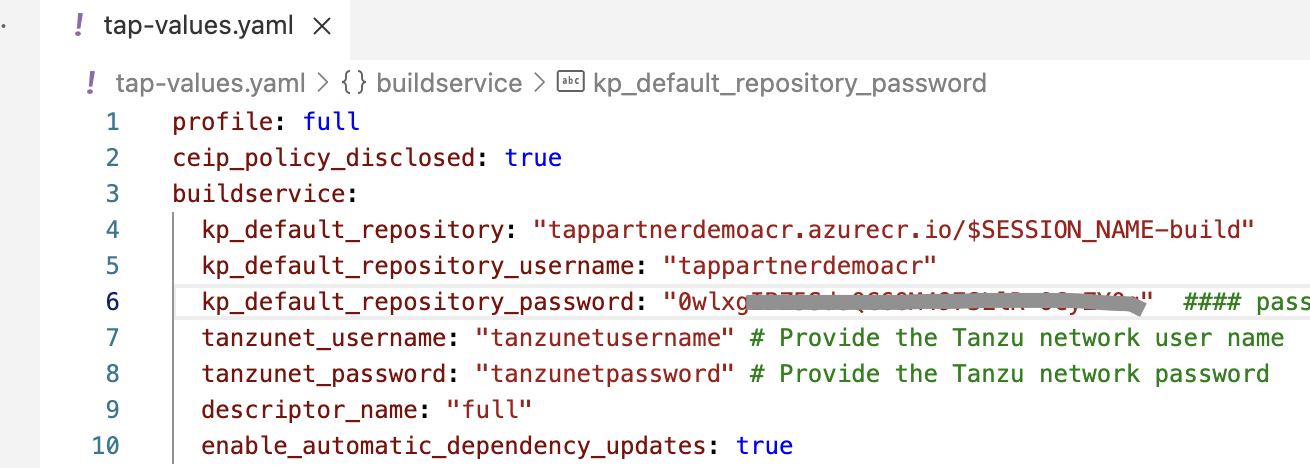 ! tap-values.yaml ×
! tap-values.yaml > {} buildservice > abc kp_default_repository_password
1 profile: full
2 ceip_policy_disclosed: true
3 buildservice:
4 kp_default_repository: "tappartnerdemoacr.azurecr.io/$SESSION_NAME-build"
5 kp_default_repository_username: "tappartnerdemoacr"
6 kp_default_repository_password: #### pass
7 tanzunet_username: "tanzunetusername" # Provide the Tanzu network user name
8 tanzunet_password: "tanzunetpassword" # Provide the Tanzu network password
9 descriptor_name: "full"
10 enable_automatic_dependency_updates: true